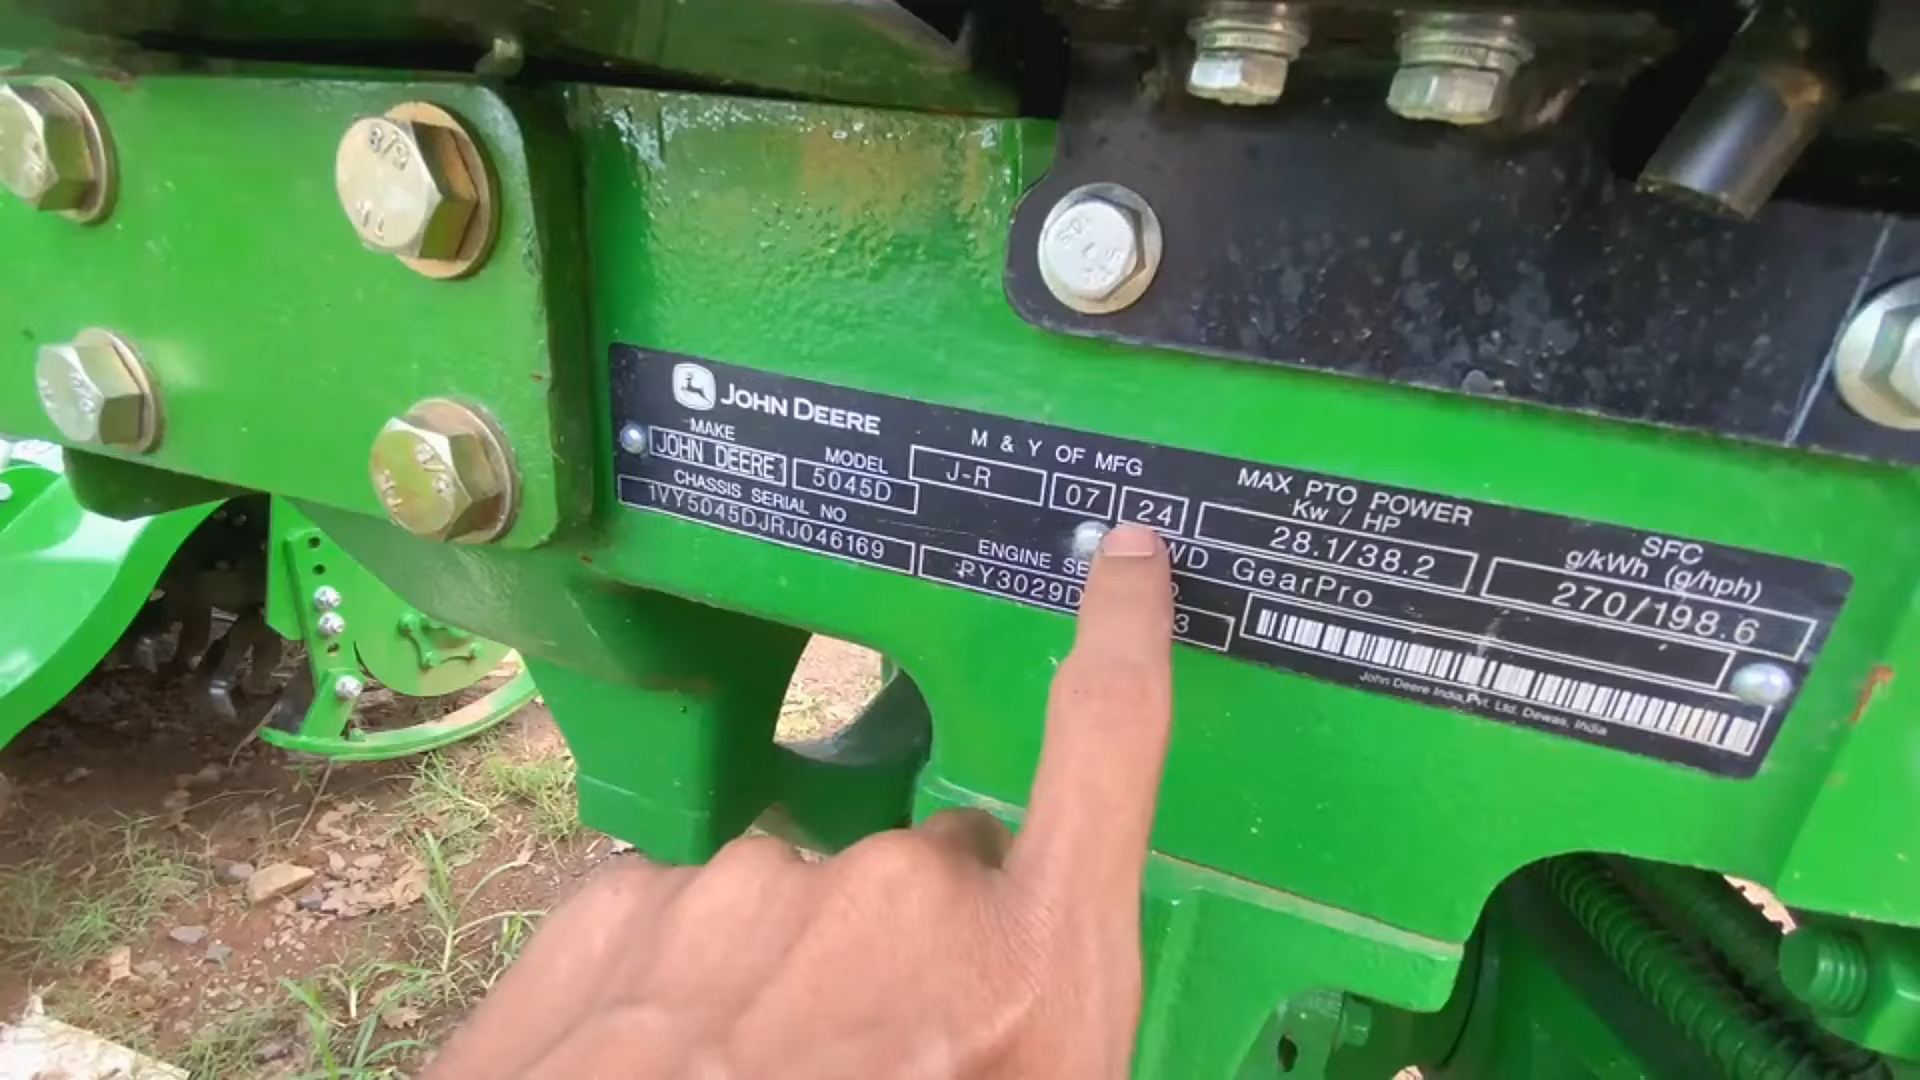 JOHN DEERE
MAKE
JOHN DEERE
MODEL
5045D
M & Y OF MFG
J-R
07
24
MAX PTO POWER
Kw / HP
28.1/38.2
SFC
g/kWh (g/hph)
270/198.6
CHASSIS SERIAL NO
1VY5045DJRJ046169
ENGINE
GearPro
John Deere India Pvt. Ltd. Dewas, India